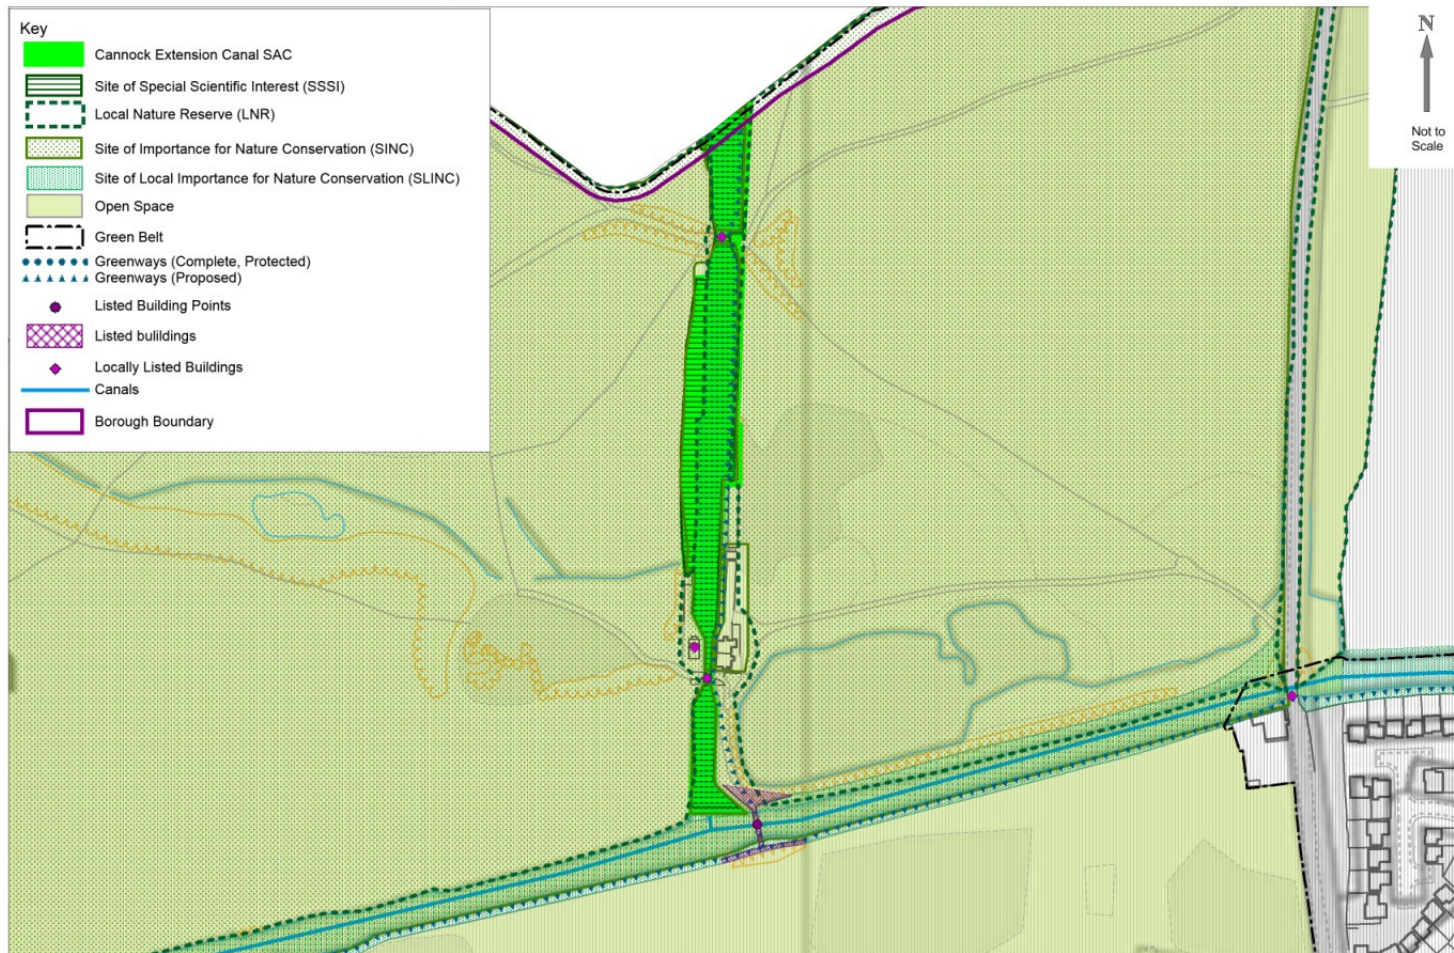 Key
Cannock Extension Canal SAC
Site of Special Scientific Interest (SSSI)
Local Nature Reserve (LNR)
Site of Importance for Nature Conservation (SINC)
Site of Local Importance for Nature Conservation (SLINC)
Open Space
Green Belt
Greenways (Complete, Protected)
Greenways (Proposed)
Listed Building Points
Listed bulildings
Locally Listed Buildings
Canals
Borough Boundary
N
Not to
Scale